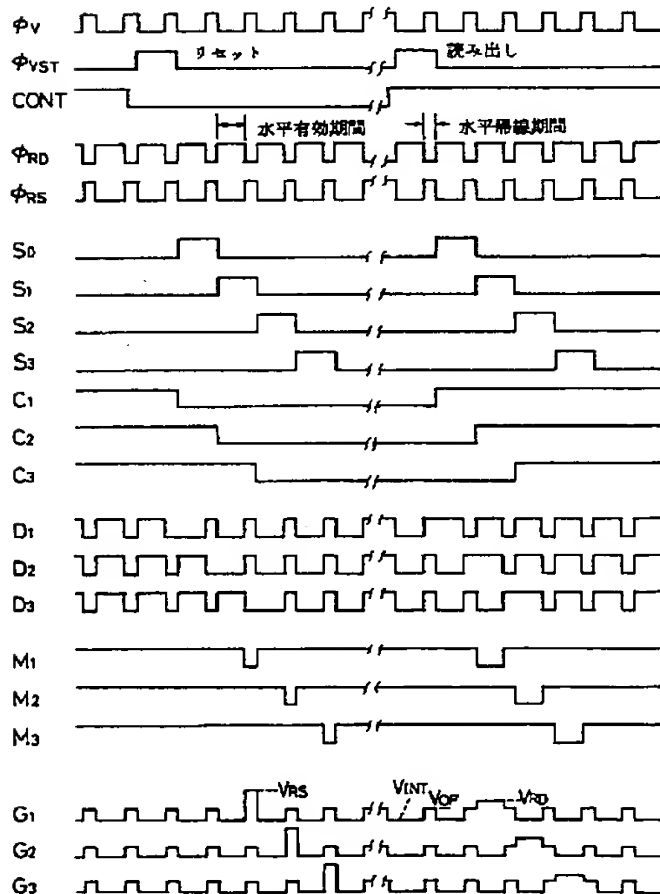 φV
φVST リセット 読み出し
CONT
水平有効期間 水平帰線期間
φRD
φRS
S0
S1
S2
S3
C1
C2
C3
D1
D2
D3
M1
M2
M3
VRS VINT VOF VRD
G1
G2
G3